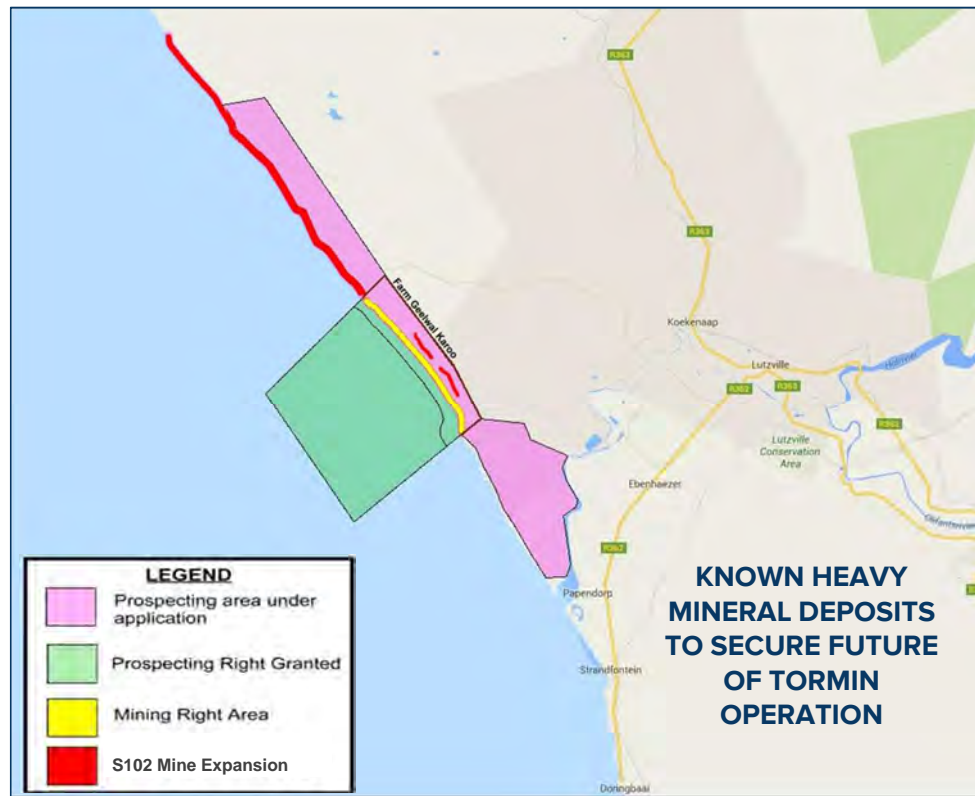 R363
R363
Farm Geelwal Karoo
Koekenaap
Lutzville
Holrivier
R362
R363
R362
Lutzville
Conservation
Area
Ebenhaezer
R362
Papendorp
Strandfontein
Doringbaai
KNOWN HEAVY
MINERAL DEPOSITS
TO SECURE FUTURE
OF TORMIN
OPERATION
LEGEND
Prospecting area under
application
Prospecting Right Granted
Mining Right Area
S102 Mine Expansion